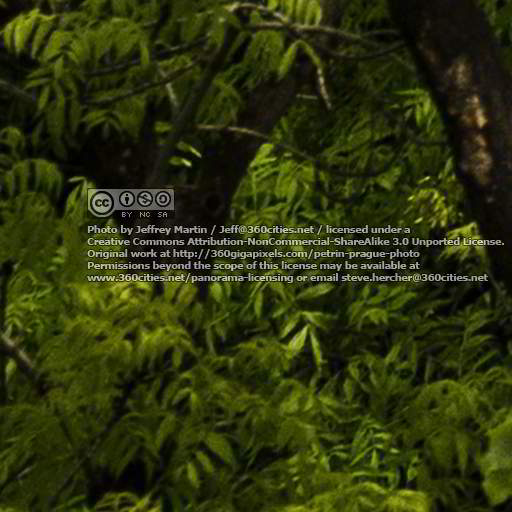 cc
BY NC SA
Photo by Jeffrey Martin / Jeff@360cities.net / licensed under a
Creative Commons Attribution-NonCommercial-ShareAlike 3.0 Unported License.
Original work at http://360gigapixels.com/petrin-prague-photo
Permissions beyond the scope of this license may be available at
www.360cities.net/panorama-licensing or email steve.hercher@360cities.net